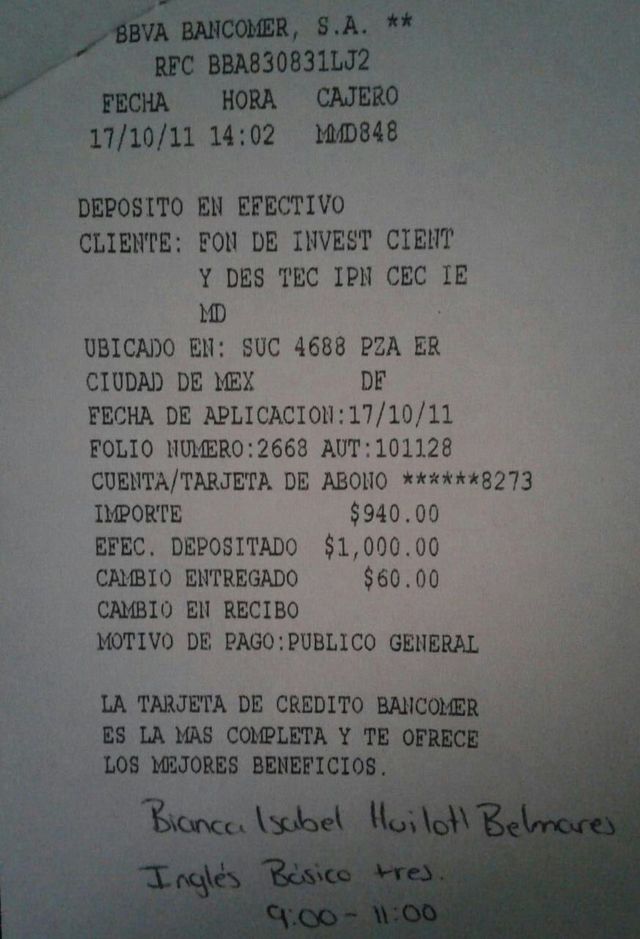 BBVA BANCOMER, S.A. **
RFC BBA830831LJ2
FECHA HORA CAJERO
17/10/11 14:02 MMD848
DEPOSITO EN EFECTIVO
CLIENTE: FON DE INVEST CIENT
Y DES TEC IPN CEC IE
MD
UBICADO EN: SUC 4688 PZA ER
CIUDAD DE MEX DF
FECHA DE APLICACION:17/10/11
FOLIO NUMERO:2668 AUT:101128
CUENTA/TARJETA DE ABONO ******8273
IMPORTE $940.00
EFEC. DEPOSITADO $1,000.00
CAMBIO ENTREGADO $60.00
CAMBIO EN RECIBO
MOTIVO DE PAGO:PUBLICO GENERAL
LA TARJETA DE CREDITO BANCOMER
ES LA MAS COMPLETA Y TE OFRECE
LOS MEJORES BENEFICIOS.
Bianca Isabel Huilotl Belmares
Inglés Básico tres.
9:00 - 11:00